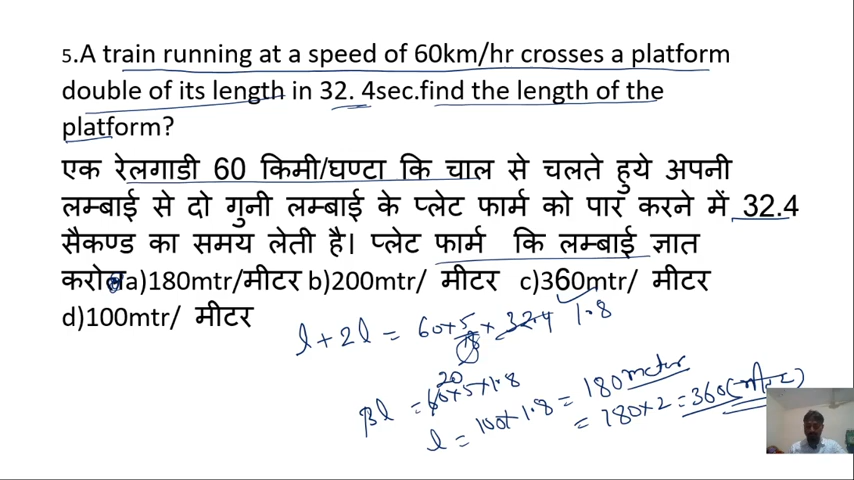 5.A train running at a speed of 60km/hr crosses a platform
double of its length in 32. 4sec.find the length of the
platform?
एक रेलगाडी 60 किमी/घण्टा कि चाल से चलते हुये अपनी
लम्बाई से दो गुनी लम्बाई के प्लेट फार्म को पार करने में 32.4
सैकण्ड का समय लेती है। प्लेट फार्म कि लम्बाई ज्ञात
करो a)180mtr/मीटर b)200mtr/ मीटर c)360mtr/ मीटर
d)100mtr/ मीटर
l + 2l = 60×5/18 × 32.4 1.8
20
3l = 60×5×1.8
l = 100×1.8 = 180 meter
= 180×2 = 360